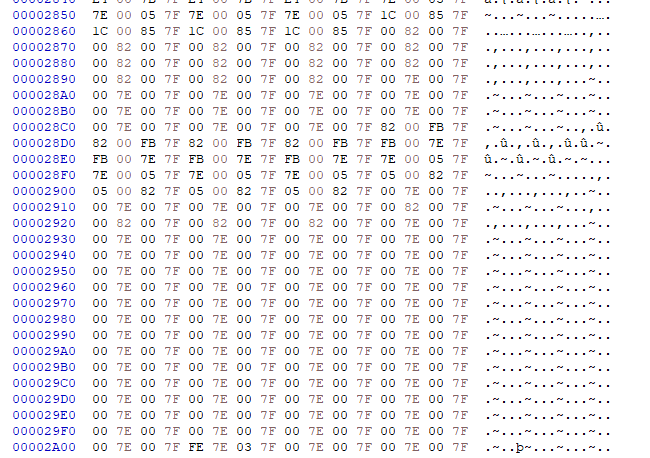 00002850 7E 00 05 7F 7E 00 05 7F 7E 00 05 7F 1C 00 85 7F ~...~...~.....….
00002860 1C 00 85 7F 1C 00 85 7F 1C 00 85 7F 00 82 00 7F ..…...…...….‚..
00002870 00 82 00 7F 00 82 00 7F 00 82 00 7F 00 82 00 7F .‚...‚...‚...‚..
00002880 00 82 00 7F 00 82 00 7F 00 82 00 7F 00 82 00 7F .‚...‚...‚...‚..
00002890 00 82 00 7F 00 82 00 7F 00 82 00 7F 00 7E 00 7F .‚...‚...‚...~..
000028A0 00 7E 00 7F 00 7E 00 7F 00 7E 00 7F 00 7E 00 7F .~...~...~...~..
000028B0 00 7E 00 7F 00 7E 00 7F 00 7E 00 7F 00 7E 00 7F .~...~...~...~..
000028C0 00 7E 00 7F 00 7E 00 7F 00 7E 00 7F 82 00 FB 7F .~...~...~..‚.û.
000028D0 82 00 FB 7F 82 00 FB 7F 82 00 FB 7F FB 00 7E 7F ‚.û.‚.û.‚.û.û.~.
000028E0 FB 00 7E 7F FB 00 7E 7F FB 00 7E 7F 7E 00 05 7F û.~.û.~.û.~.~...
000028F0 7E 00 05 7F 7E 00 05 7F 7E 00 05 7F 05 00 82 7F ~...~...~.....‚.
00002900 05 00 82 7F 05 00 82 7F 05 00 82 7F 00 7E 00 7F ..‚...‚...‚..~..
00002910 00 7E 00 7F 00 7E 00 7F 00 7E 00 7F 00 82 00 7F .~...~...~...‚..
00002920 00 82 00 7F 00 82 00 7F 00 82 00 7F 00 7E 00 7F .‚...‚...‚...~..
00002930 00 7E 00 7F 00 7E 00 7F 00 7E 00 7F 00 7E 00 7F .~...~...~...~..
00002940 00 7E 00 7F 00 7E 00 7F 00 7E 00 7F 00 7E 00 7F .~...~...~...~..
00002950 00 7E 00 7F 00 7E 00 7F 00 7E 00 7F 00 7E 00 7F .~...~...~...~..
00002960 00 7E 00 7F 00 7E 00 7F 00 7E 00 7F 00 7E 00 7F .~...~...~...~..
00002970 00 7E 00 7F 00 7E 00 7F 00 7E 00 7F 00 7E 00 7F .~...~...~...~..
00002980 00 7E 00 7F 00 7E 00 7F 00 7E 00 7F 00 7E 00 7F .~...~...~...~..
00002990 00 7E 00 7F 00 7E 00 7F 00 7E 00 7F 00 7E 00 7F .~...~...~...~..
000029A0 00 7E 00 7F 00 7E 00 7F 00 7E 00 7F 00 7E 00 7F .~...~...~...~..
000029B0 00 7E 00 7F 00 7E 00 7F 00 7E 00 7F 00 7E 00 7F .~...~...~...~..
000029C0 00 7E 00 7F 00 7E 00 7F 00 7E 00 7F 00 7E 00 7F .~...~...~...~..
000029D0 00 7E 00 7F 00 7E 00 7F 00 7E 00 7F 00 7E 00 7F .~...~...~...~..
000029E0 00 7E 00 7F 00 7E 00 7F 00 7E 00 7F 00 7E 00 7F .~...~...~...~..
000029F0 00 7E 00 7F 00 7E 00 7F 00 7E 00 7F 00 7E 00 7F .~...~...~...~..
00002A00 00 7E 00 7F FE 7E 03 7F 00 7E 00 7F 00 7E 00 7F .~..þ~...~...~..